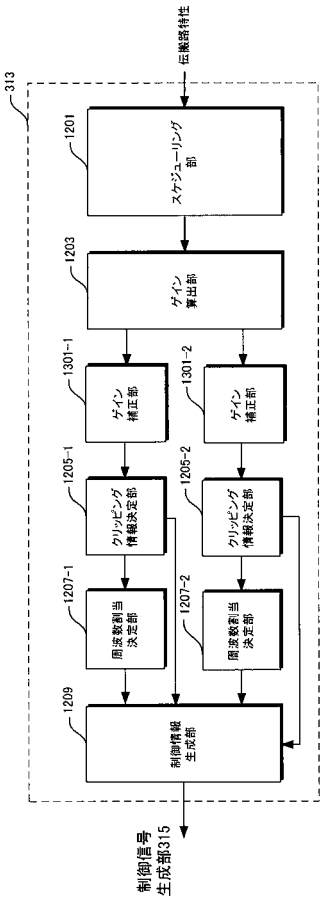 313
伝搬路特性
1201
スケジューリング
部
1203
ゲイン
算出部
1301-1
ゲイン
補正部
1301-2
ゲイン
補正部
1205-1
クリッピング
情報決定部
1205-2
クリッピング
情報決定部
1207-1
周波数割当
決定部
1207-2
周波数割当
決定部
1209
制御情報
生成部
制御信号
生成部315